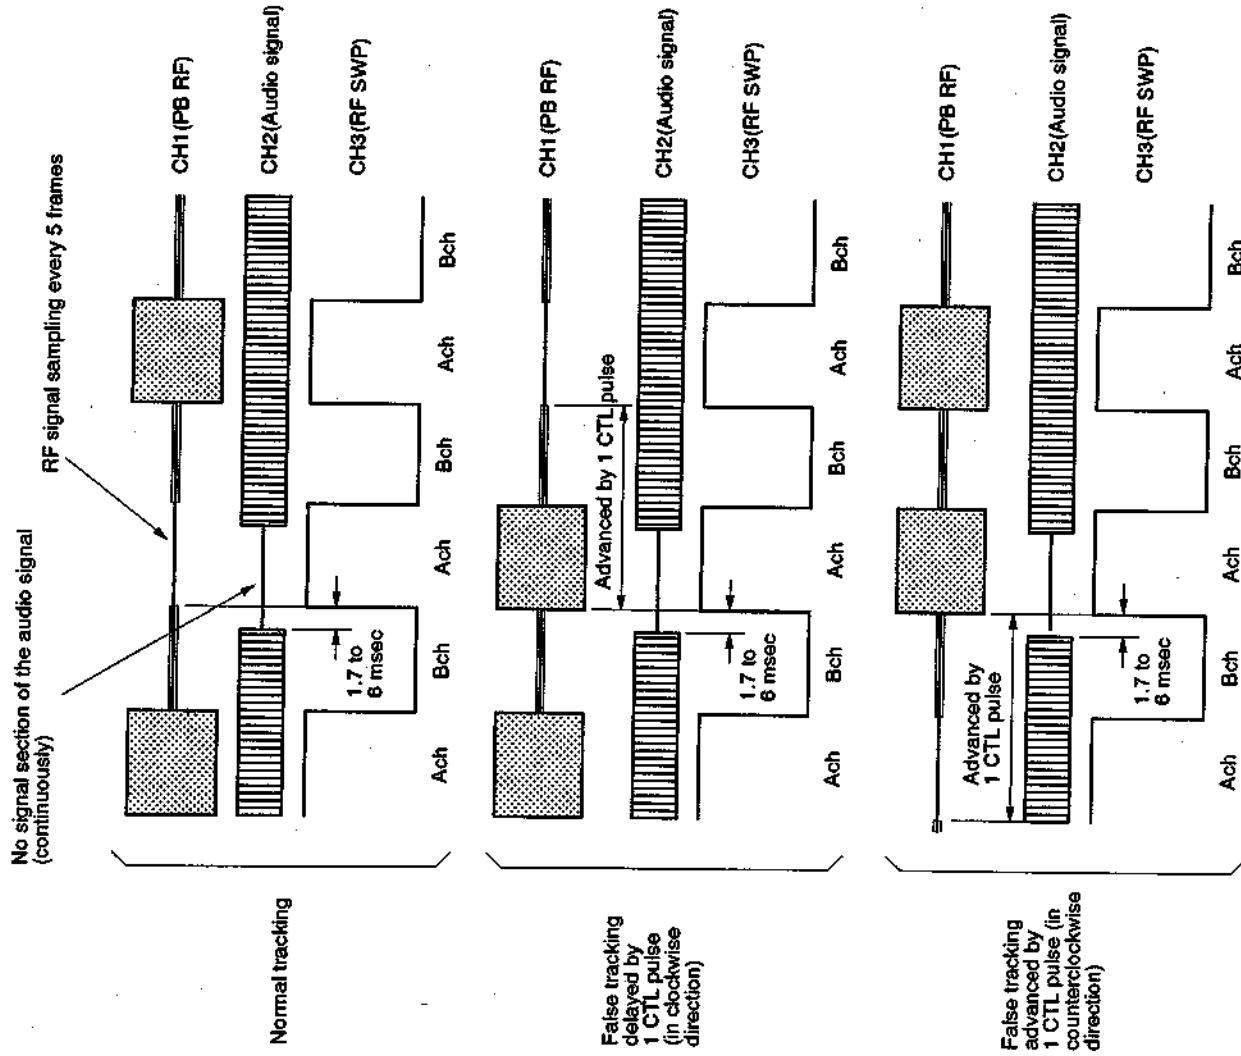 No signal section of the audio signal
(continuously)
RF signal sampling every 5 frames
Normal tracking
CH1(PB RF)
CH2(Audio signal)
CH3(RF SWP)
1.7 to
6 msec
Ach
Bch
Ach
Bch
Ach
Bch
False tracking
delayed by
1 CTL pulse
(in clockwise
direction)
Advanced by 1 CTL pulse
CH1(PB RF)
CH2(Audio signal)
CH3(RF SWP)
1.7 to
6 msec
Ach
Bch
Ach
Bch
Ach
Bch
False tracking
advanced by
1 CTL pulse (in
counterclockwise
direction)
Advanced by
1 CTL pulse
CH1(PB RF)
CH2(Audio signal)
CH3(RF SWP)
1.7 to
6 msec
Ach
Bch
Ach
Bch
Ach
Bch